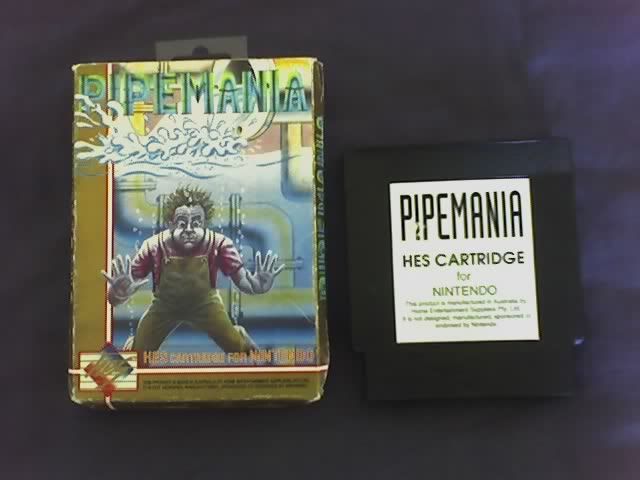 PIPEMANIA
HES CARTRIDGE FOR NINTENDO
PIPEMANIA
HES CARTRIDGE
for
NINTENDO
This product is manufactured in Australia by
Home Entertainment Suppliers Pty. Ltd.
It is not designed, manufactured, sponsored or
endorsed by Nintendo.